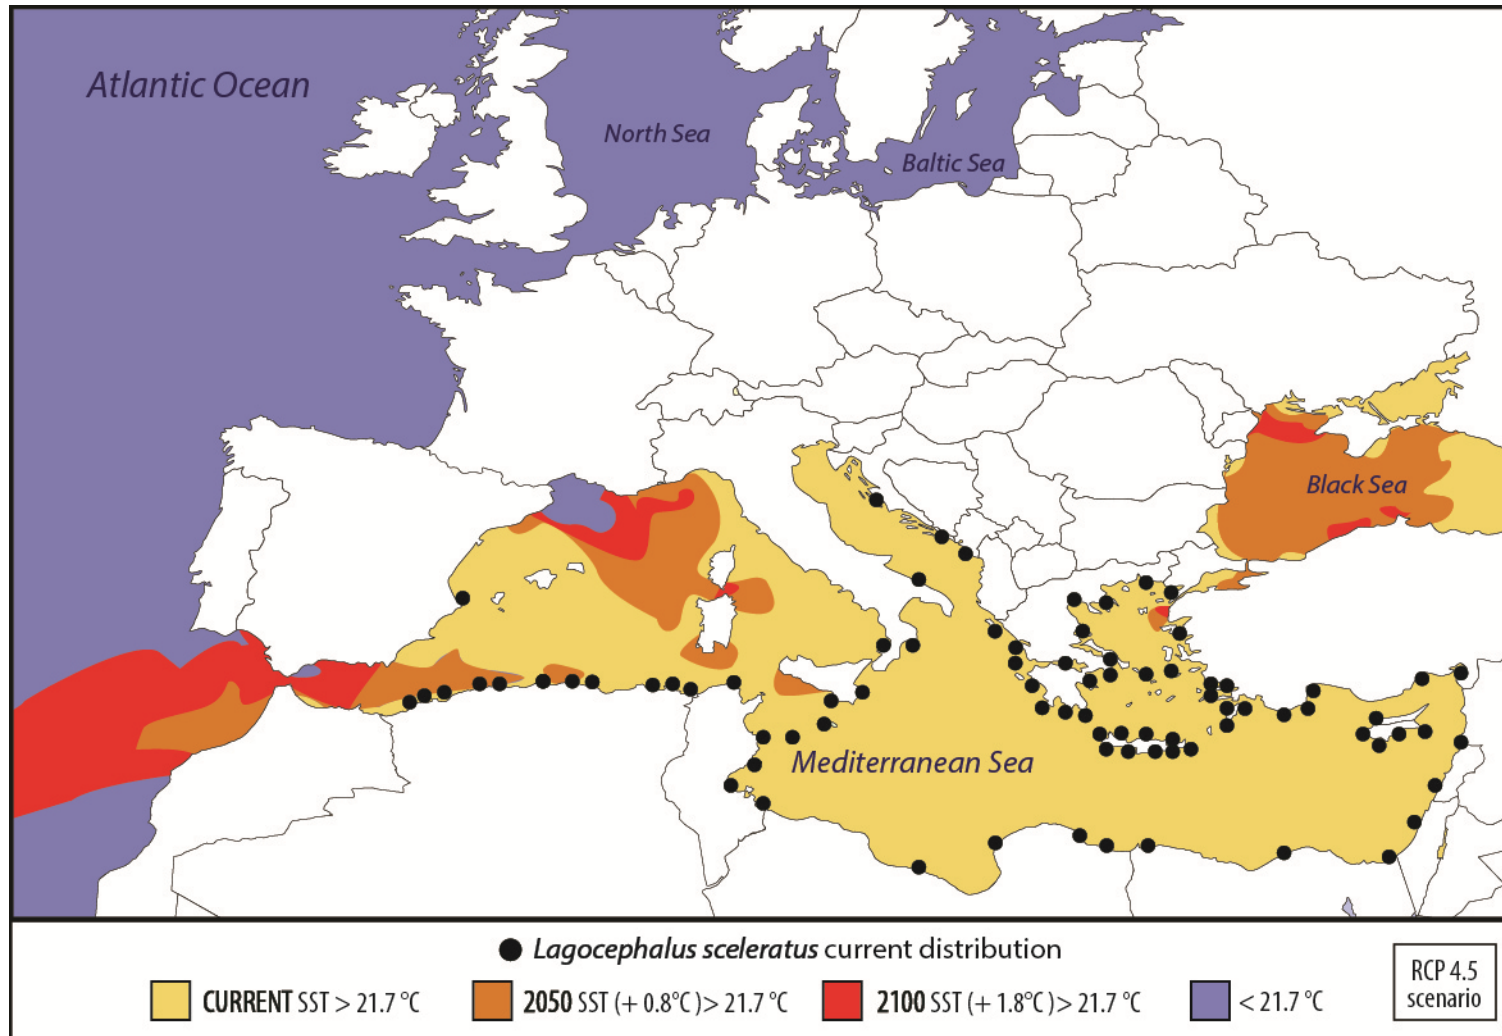 Atlantic Ocean
North Sea
Baltic Sea
Black Sea
Mediterranean Sea
Lagocephalus sceleratus current distribution
CURRENT SST > 21.7 °C
2050 SST (+ 0.8°C) > 21.7 °C
2100 SST (+ 1.8°C) > 21.7 °C
< 21.7 °C
RCP 4.5
scenario